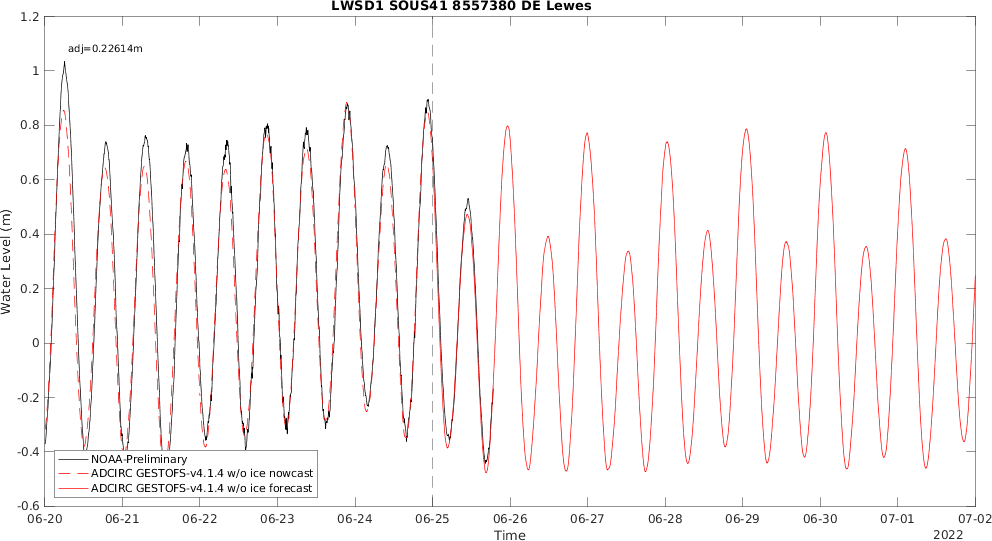 LWSD1 SOUS41 8557380 DE Lewes
adj=0.22614m
1.2
1
0.8
0.6
0.4
0.2
0
-0.2
-0.4
-0.6
Water Level (m)
NOAA-Preliminary
ADCIRC GESTOFS-v4.1.4 w/o ice nowcast
ADCIRC GESTOFS-v4.1.4 w/o ice forecast
06-20 06-21 06-22 06-23 06-24 06-25 06-26 06-27 06-28 06-29 06-30 07-01 07-02
Time
2022